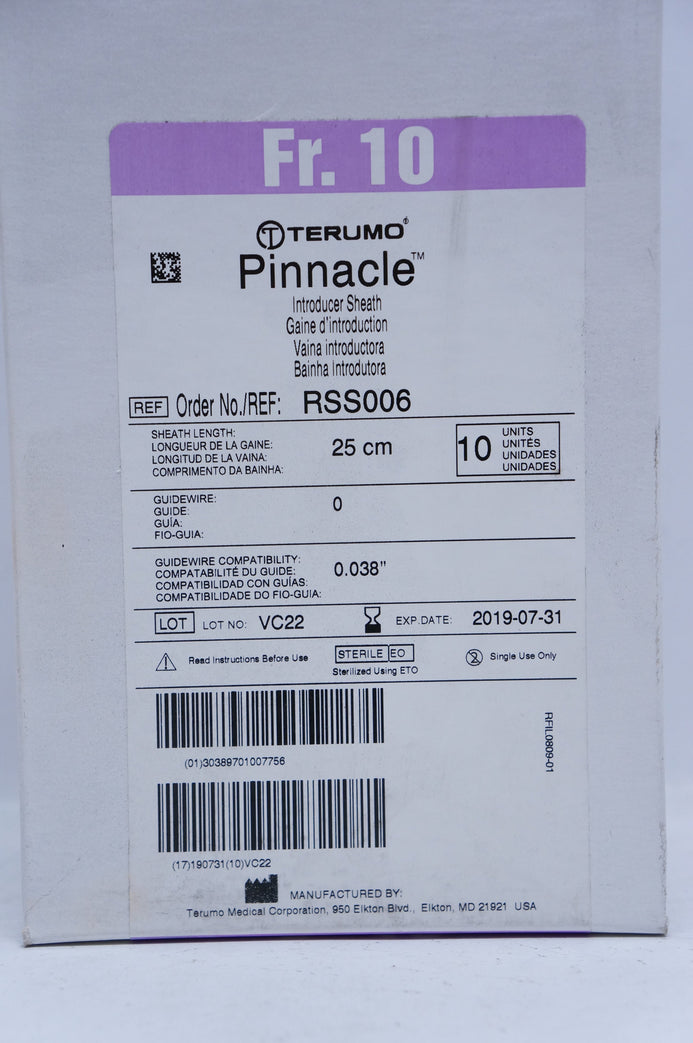 Fr. 10
TERUMO®
Pinnacle™
Introducer Sheath
Gaine d'introduction
Vaina introductora
Bainha Introdutora
REF Order No./REF: RSS006
SHEATH LENGTH:
LONGUEUR DE LA GAINE:
LONGITUD DE LA VAINA:
COMPRIMENTO DA BAINHA:
25 cm
10
UNITS
UNITÉS
UNIDADES
UNIDADES
GUIDEWIRE:
GUIDE:
GUÍA:
FIO-GUIA:
0
GUIDEWIRE COMPATIBILITY:
COMPATABILITÉ DU GUIDE:
COMPATIBILIDAD CON GUÍAS:
COMPATIBILIDADE DO FIO-GUIA:
0.038"
LOT LOT NO: VC22 EXP.DATE: 2019-07-31
Read Instructions Before Use
STERILE EO
Sterilized Using ETO
2 Single Use Only
(01)30389701007756
RFIL0809-01
(17)190731(10)VC22
MANUFACTURED BY:
Terumo Medical Corporation, 950 Elkton Blvd., Elkton, MD 21921 USA